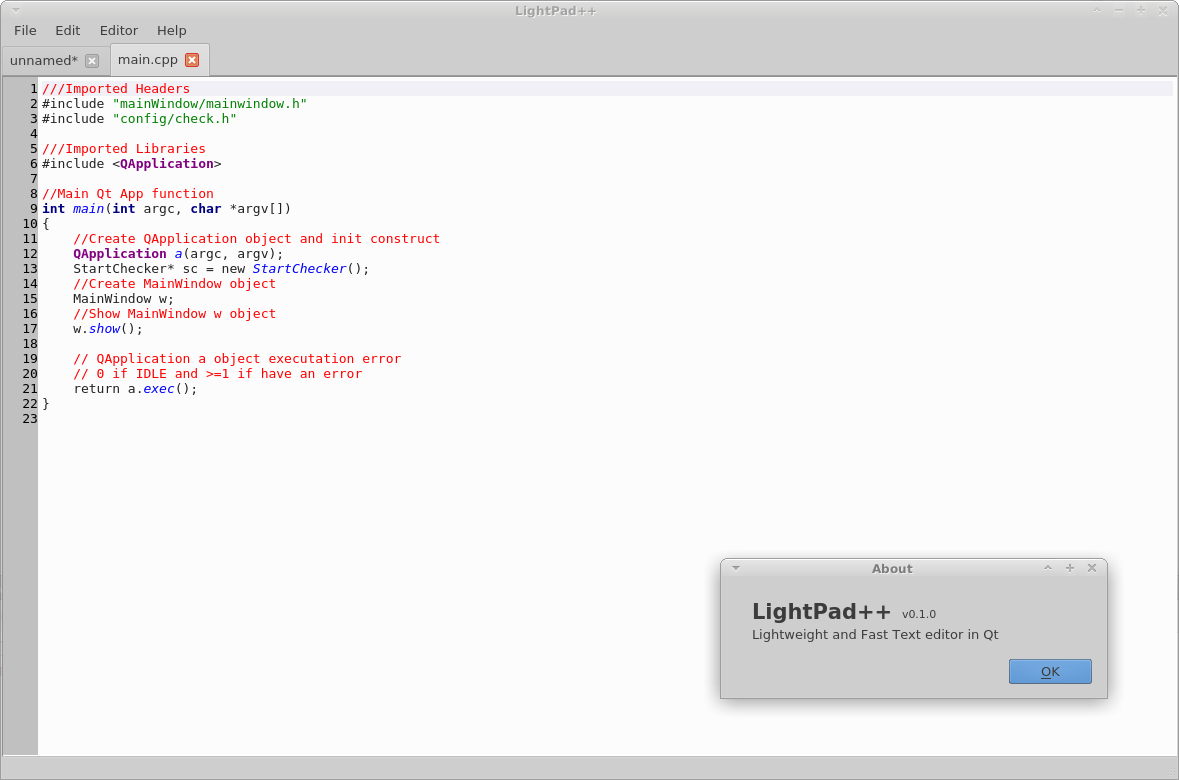 LightPad++
File Edit Editor Help
unnamed* main.cpp
1 ///Imported Headers
2 #include "mainWindow/mainwindow.h"
3 #include "config/check.h"
4
5 ///Imported Libraries
6 #include <QApplication>
7
8 //Main Qt App function
9 int main(int argc, char *argv[])
10 {
11     //Create QApplication object and init construct
12     QApplication a(argc, argv);
13     StartChecker* sc = new StartChecker();
14     //Create MainWindow object
15     MainWindow w;
16     //Show MainWindow w object
17     w.show();
18
19     // QApplication a object executation error
20     // 0 if IDLE and >=1 if have an error
21     return a.exec();
22 }
23
About
LightPad++ v0.1.0
Lightweight and Fast Text editor in Qt
OK